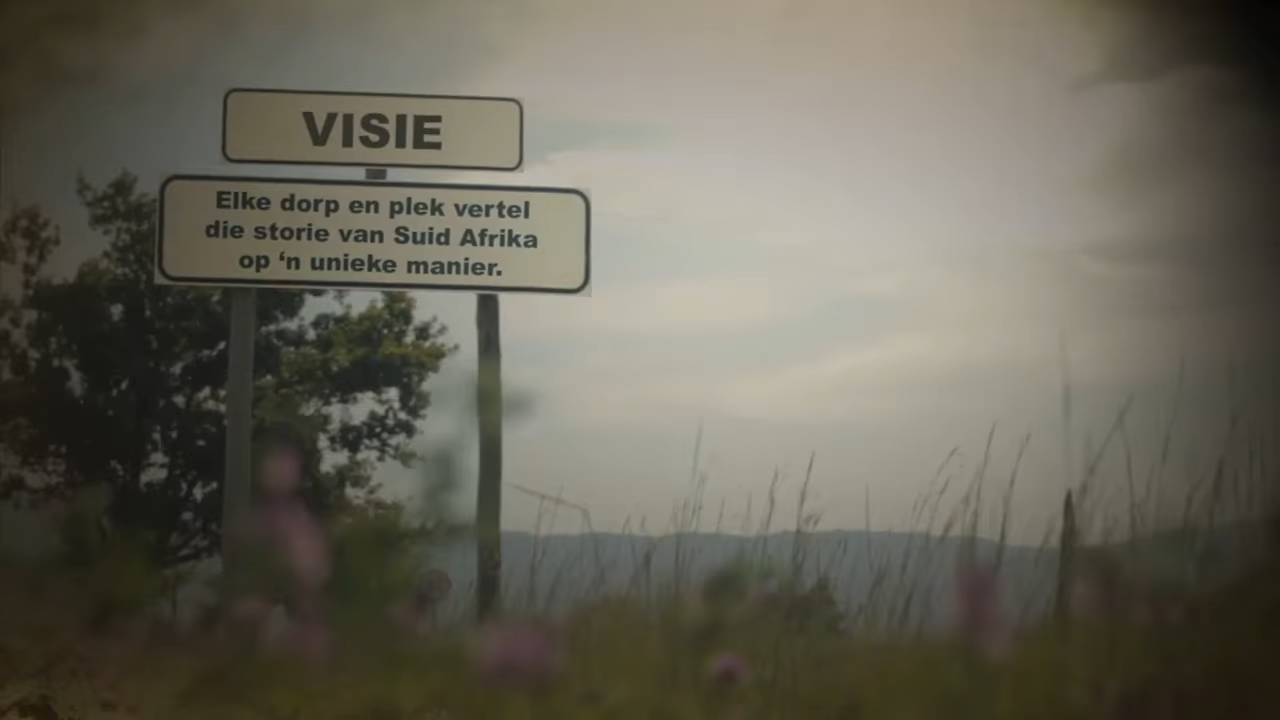 VISIE
Elke dorp en plek vertel
die storie van Suid Afrika
op ‘n unieke manier.